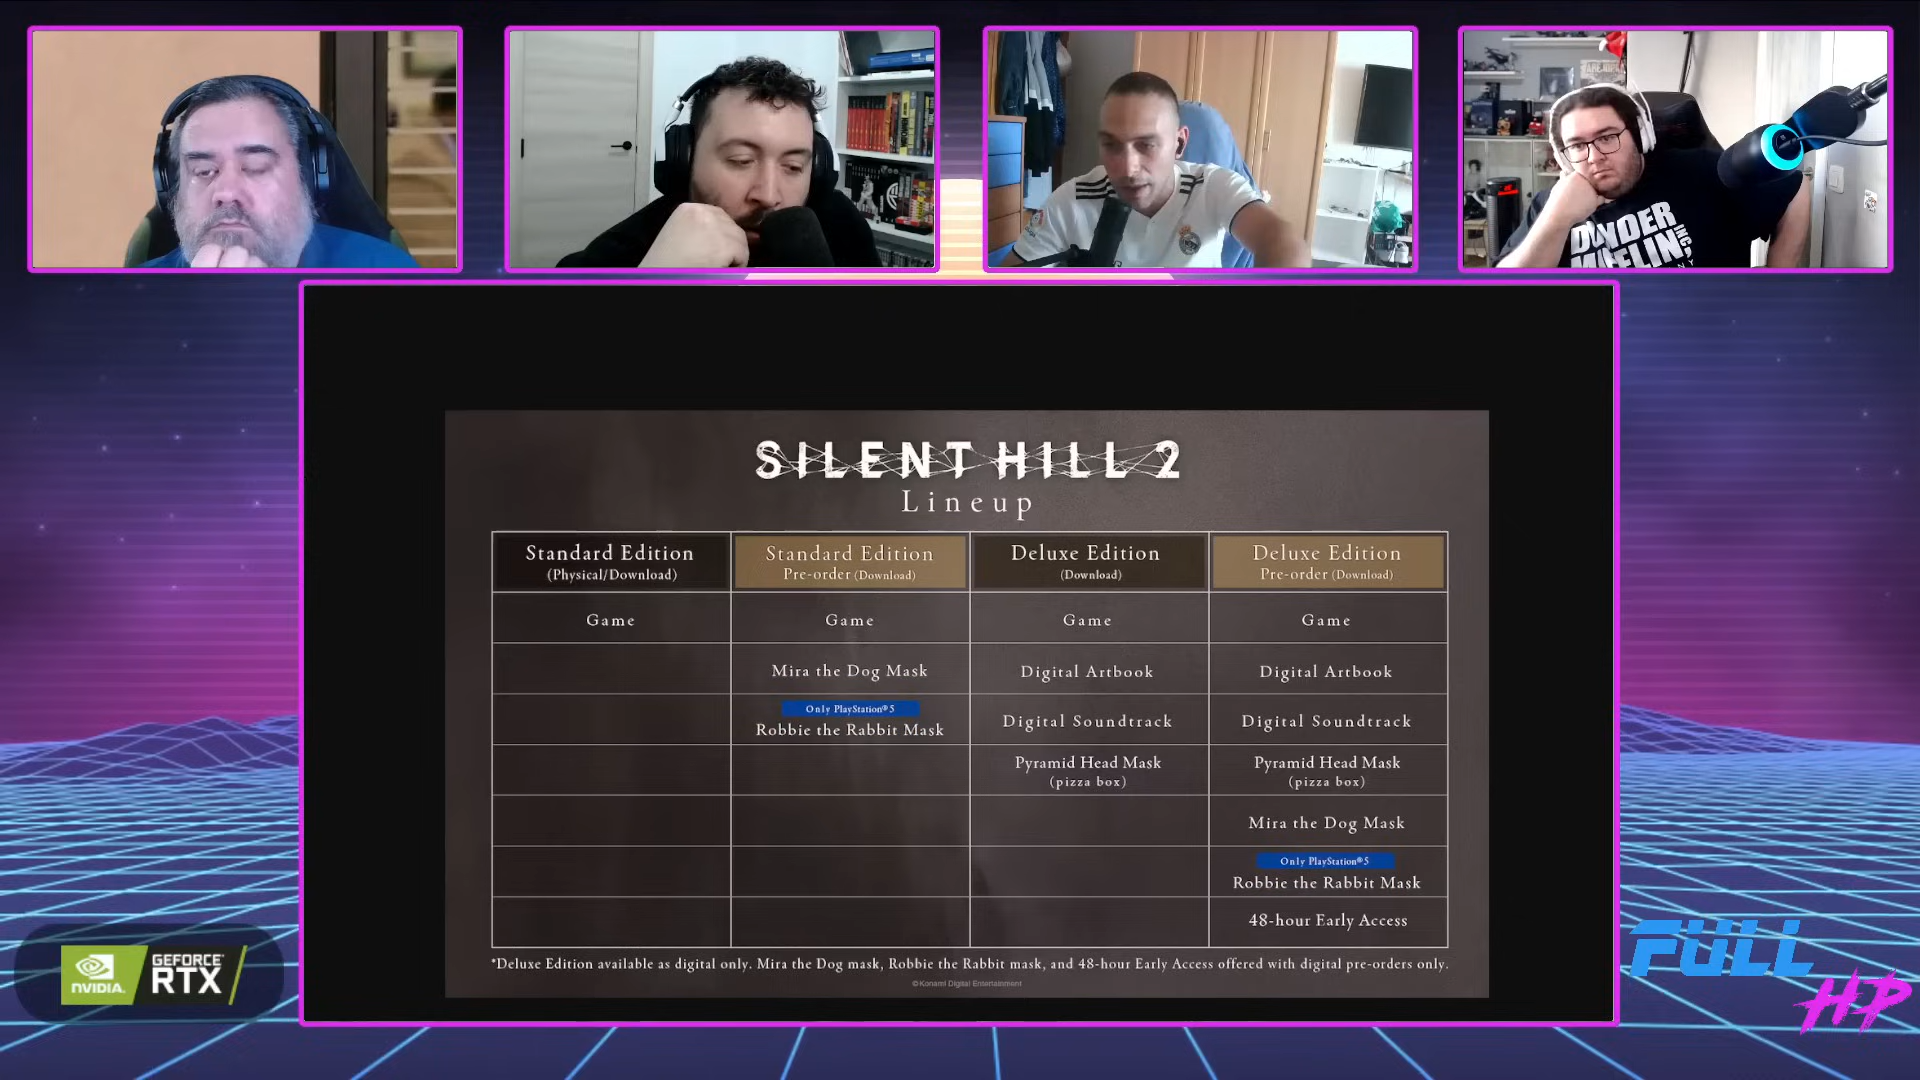 DUNDER
MIFFLIN INC
SILENT HILL 2
Lineup
Standard Edition
(Physical/Download)
Standard Edition
Pre-order (Download)
Deluxe Edition
(Download)
Deluxe Edition
Pre-order (Download)
Game
Game
Game
Game
Mira the Dog Mask
Digital Artbook
Digital Artbook
Only PlayStation®5
Robbie the Rabbit Mask
Digital Soundtrack
Digital Soundtrack
Pyramid Head Mask
(pizza box)
Pyramid Head Mask
(pizza box)
Mira the Dog Mask
Only PlayStation®5
Robbie the Rabbit Mask
48-hour Early Access
*Deluxe Edition available as digital only. Mira the Dog mask, Robbie the Rabbit mask, and 48-hour Early Access offered with digital pre-orders only.
©Konami Digital Entertainment
NVIDIA.
GEFORCE
RTX
FULL
HP